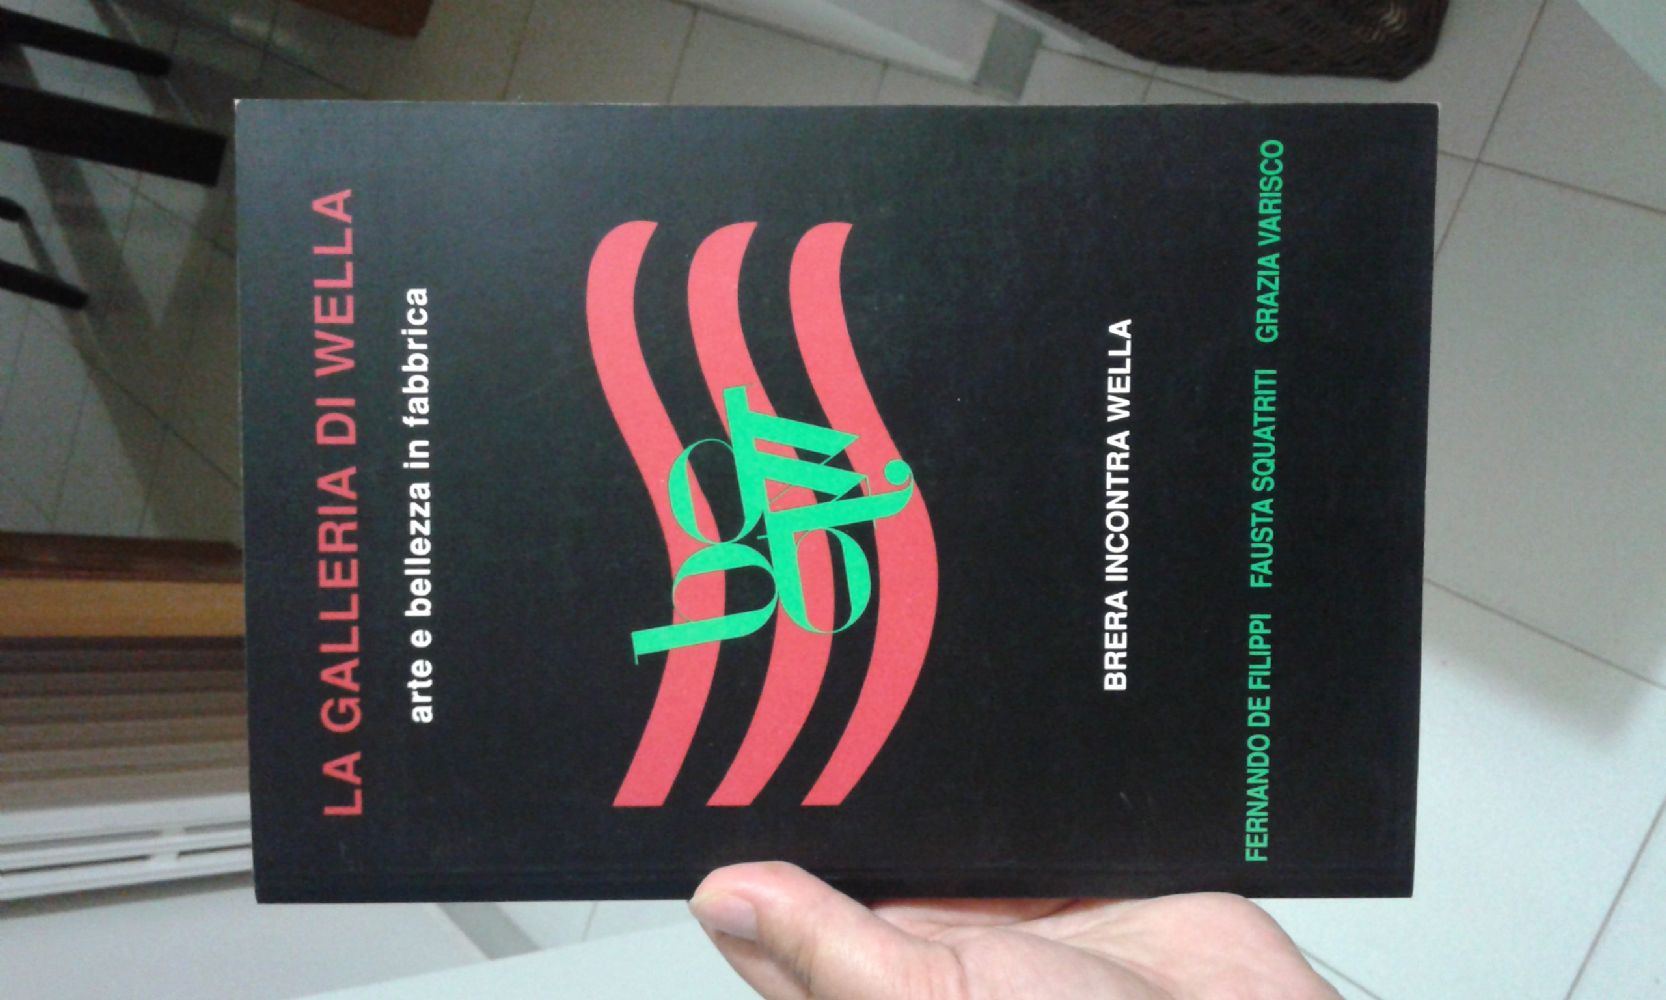 LA GALLERIA DI WELLA
arte e bellezza in fabbrica
BRERA INCONTRA WELLA
FERNANDO DE FILIPPI FAUSTA SQUATRITI GRAZIA VARISCO